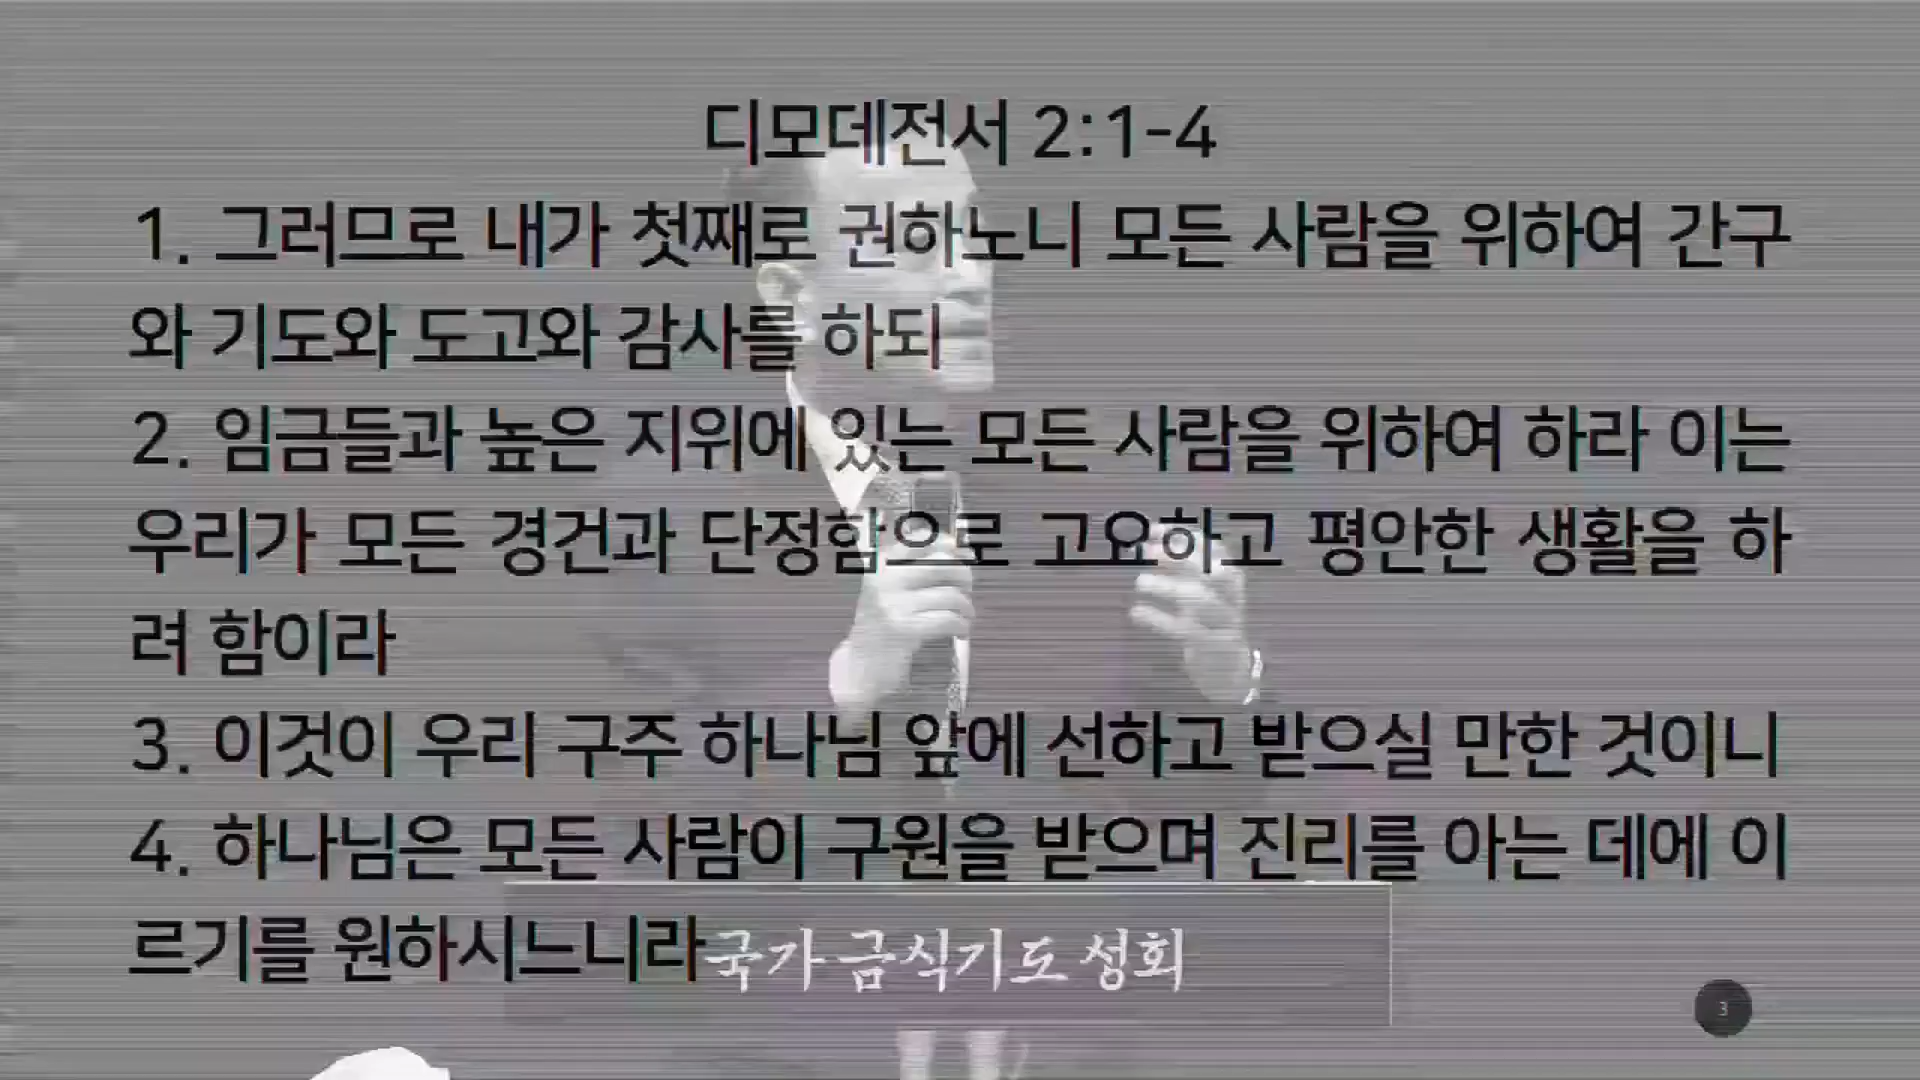 디모데전서 2:1-4
1. 그러므로 내가 첫째로 권하노니 모든 사람을 위하여 간구
와 기도와 도고와 감사를 하되
2. 임금들과 높은 지위에 있는 모든 사람을 위하여 하라 이는
우리가 모든 경건과 단정함으로 고요하고 평안한 생활을 하
려 함이라
3. 이것이 우리 구주 하나님 앞에 선하고 받으실 만한 것이니
4. 하나님은 모든 사람이 구원을 받으며 진리를 아는 데에 이
르기를 원하시느니라
국가 금식기도 성회
3